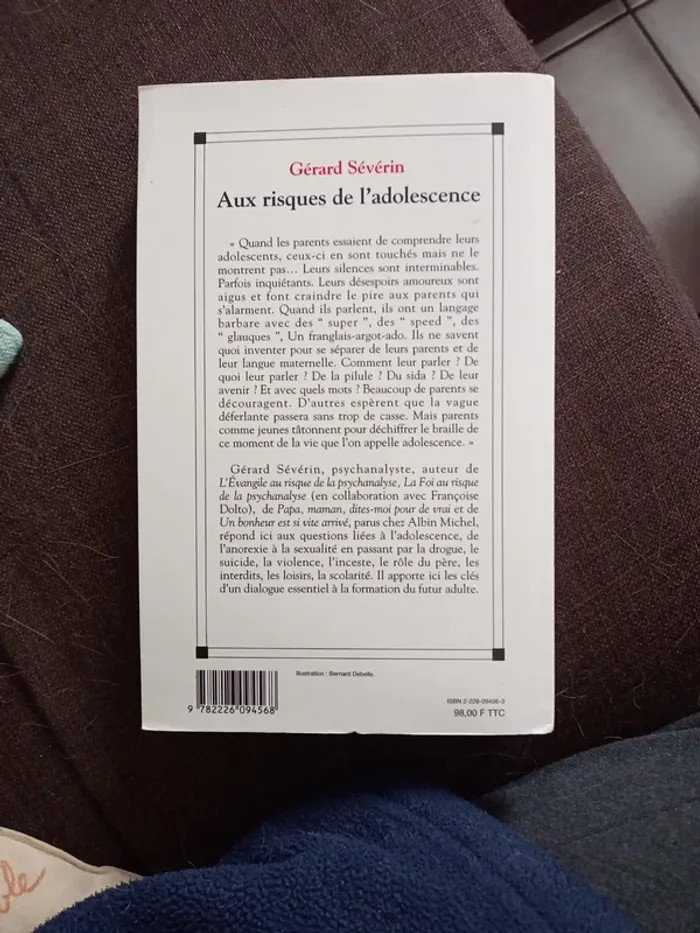 Gérard Sévérin
Aux risques de l'adolescence
« Quand les parents essaient de comprendre leurs
adolescents, ceux-ci en sont touchés mais ne le
montrent pas... Leurs silences sont interminables.
Parfois inquiétants. Leurs désespoirs amoureux sont
aigus et font craindre le pire aux parents qui
s'alarment. Quand ils parlent, ils ont un langage
barbare avec des “ super ”, des “ speed ”, des
“ glauques ”, Un franglais-argot-ado. Ils ne savent
quoi inventer pour se séparer de leurs parents et de
leur langue maternelle. Comment leur parler ? De
quoi leur parler ? De la pilule ? Du sida ? De leur
avenir ? Et avec quels mots ? Beaucoup de parents se
découragent. D'autres espèrent que la vague
déferlante passera sans trop de casse. Mais parents
comme jeunes tâtonnent pour déchiffrer le braille de
ce moment de la vie que l'on appelle adolescence. »
Gérard Sévérin, psychanalyste, auteur de
L'Évangile au risque de la psychanalyse, La Foi au risque
de la psychanalyse (en collaboration avec Françoise
Dolto), de Papa, maman, dites-moi pour de vrai et de
Un bonheur est si vite arrivé, parus chez Albin Michel,
répond ici aux questions liées à l'adolescence, de
l'anorexie à la sexualité en passant par la drogue, le
suicide, la violence, l'inceste, le rôle du père, les
interdits, les loisirs, la scolarité. Il apporte ici les clés
d'un dialogue essentiel à la formation du futur adulte.
Illustration : Bernard Debelle.
9 782226 094568
ISBN 2-226-09456-3
98,00 F TTC